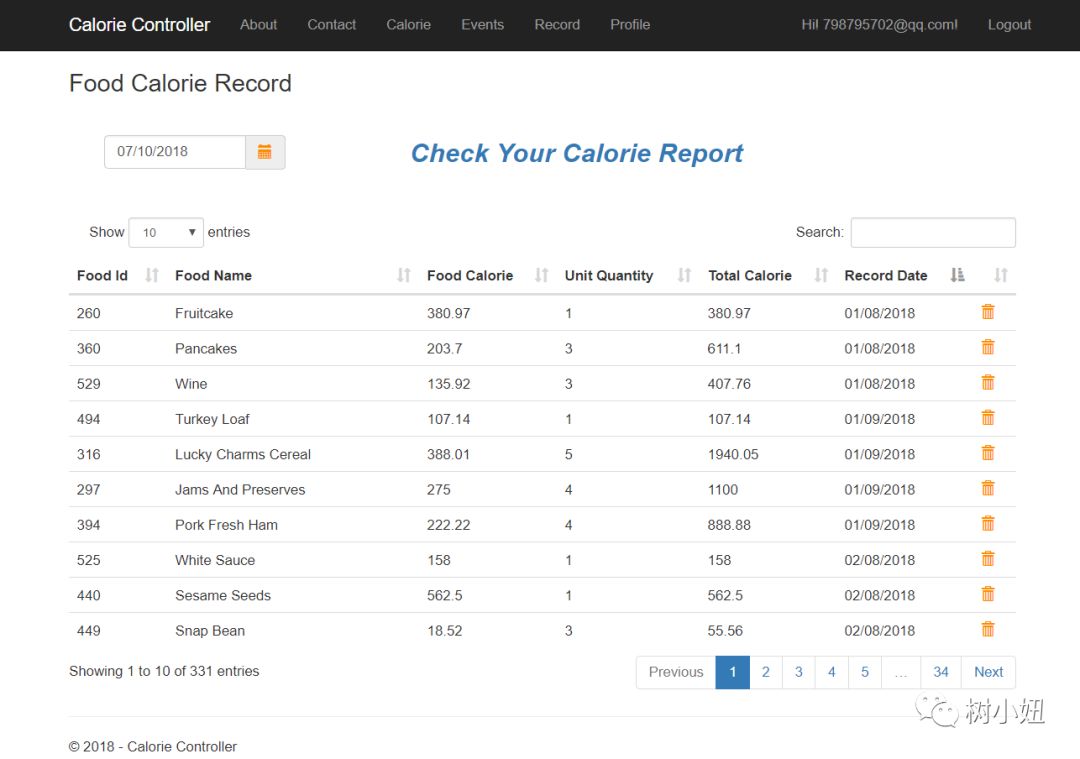 Calorie Controller About Contact Calorie Events Record Profile Hi! 798795702@qq.com! Logout
Food Calorie Record
07/10/2018
Check Your Calorie Report
Show 10 entries Search:
Food Id Food Name Food Calorie Unit Quantity Total Calorie Record Date
260 Fruitcake 380.97 1 380.97 01/08/2018
360 Pancakes 203.7 3 611.1 01/08/2018
529 Wine 135.92 3 407.76 01/08/2018
494 Turkey Loaf 107.14 1 107.14 01/09/2018
316 Lucky Charms Cereal 388.01 5 1940.05 01/09/2018
297 Jams And Preserves 275 4 1100 01/09/2018
394 Pork Fresh Ham 222.22 4 888.88 01/09/2018
525 White Sauce 158 1 158 02/08/2018
440 Sesame Seeds 562.5 1 562.5 02/08/2018
449 Snap Bean 18.52 3 55.56 02/08/2018
Showing 1 to 10 of 331 entries Previous 1 2 3 4 5 … 34 Next
树小妞
© 2018 - Calorie Controller